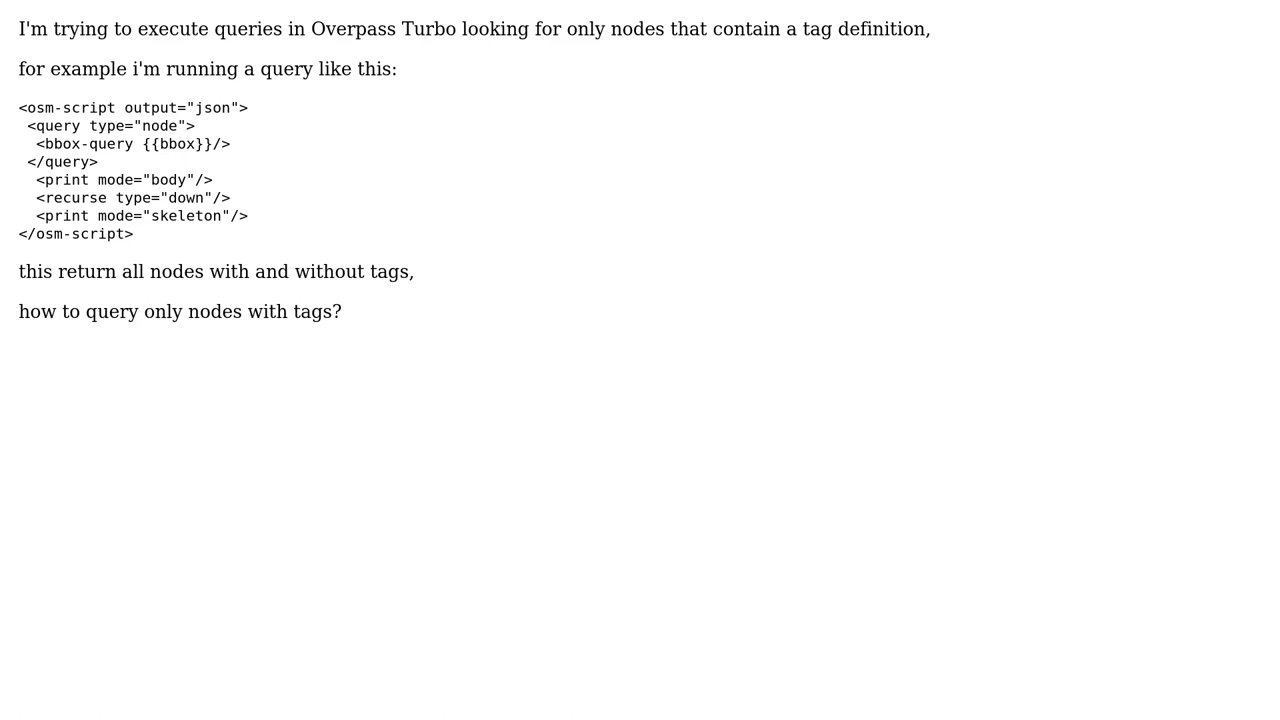 I'm trying to execute queries in Overpass Turbo looking for only nodes that contain a tag definition,
for example i'm running a query like this:
<osm-script output="json">
 <query type="node">
  <bbox-query {{bbox}}/>
 </query>
  <print mode="body"/>
  <recurse type="down"/>
  <print mode="skeleton"/>
</osm-script>
this return all nodes with and without tags,
how to query only nodes with tags?